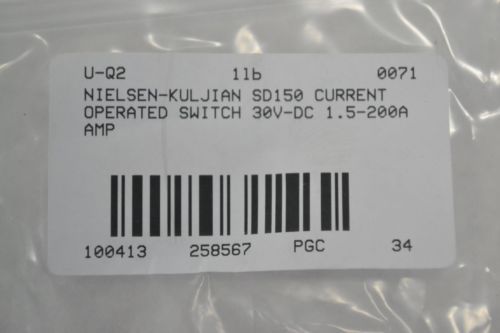 U-Q2 1lb 0071
NIELSEN-KULJIAN SD150 CURRENT
OPERATED SWITCH 30V-DC 1.5-200A
AMP
100413 258567 PGC 34